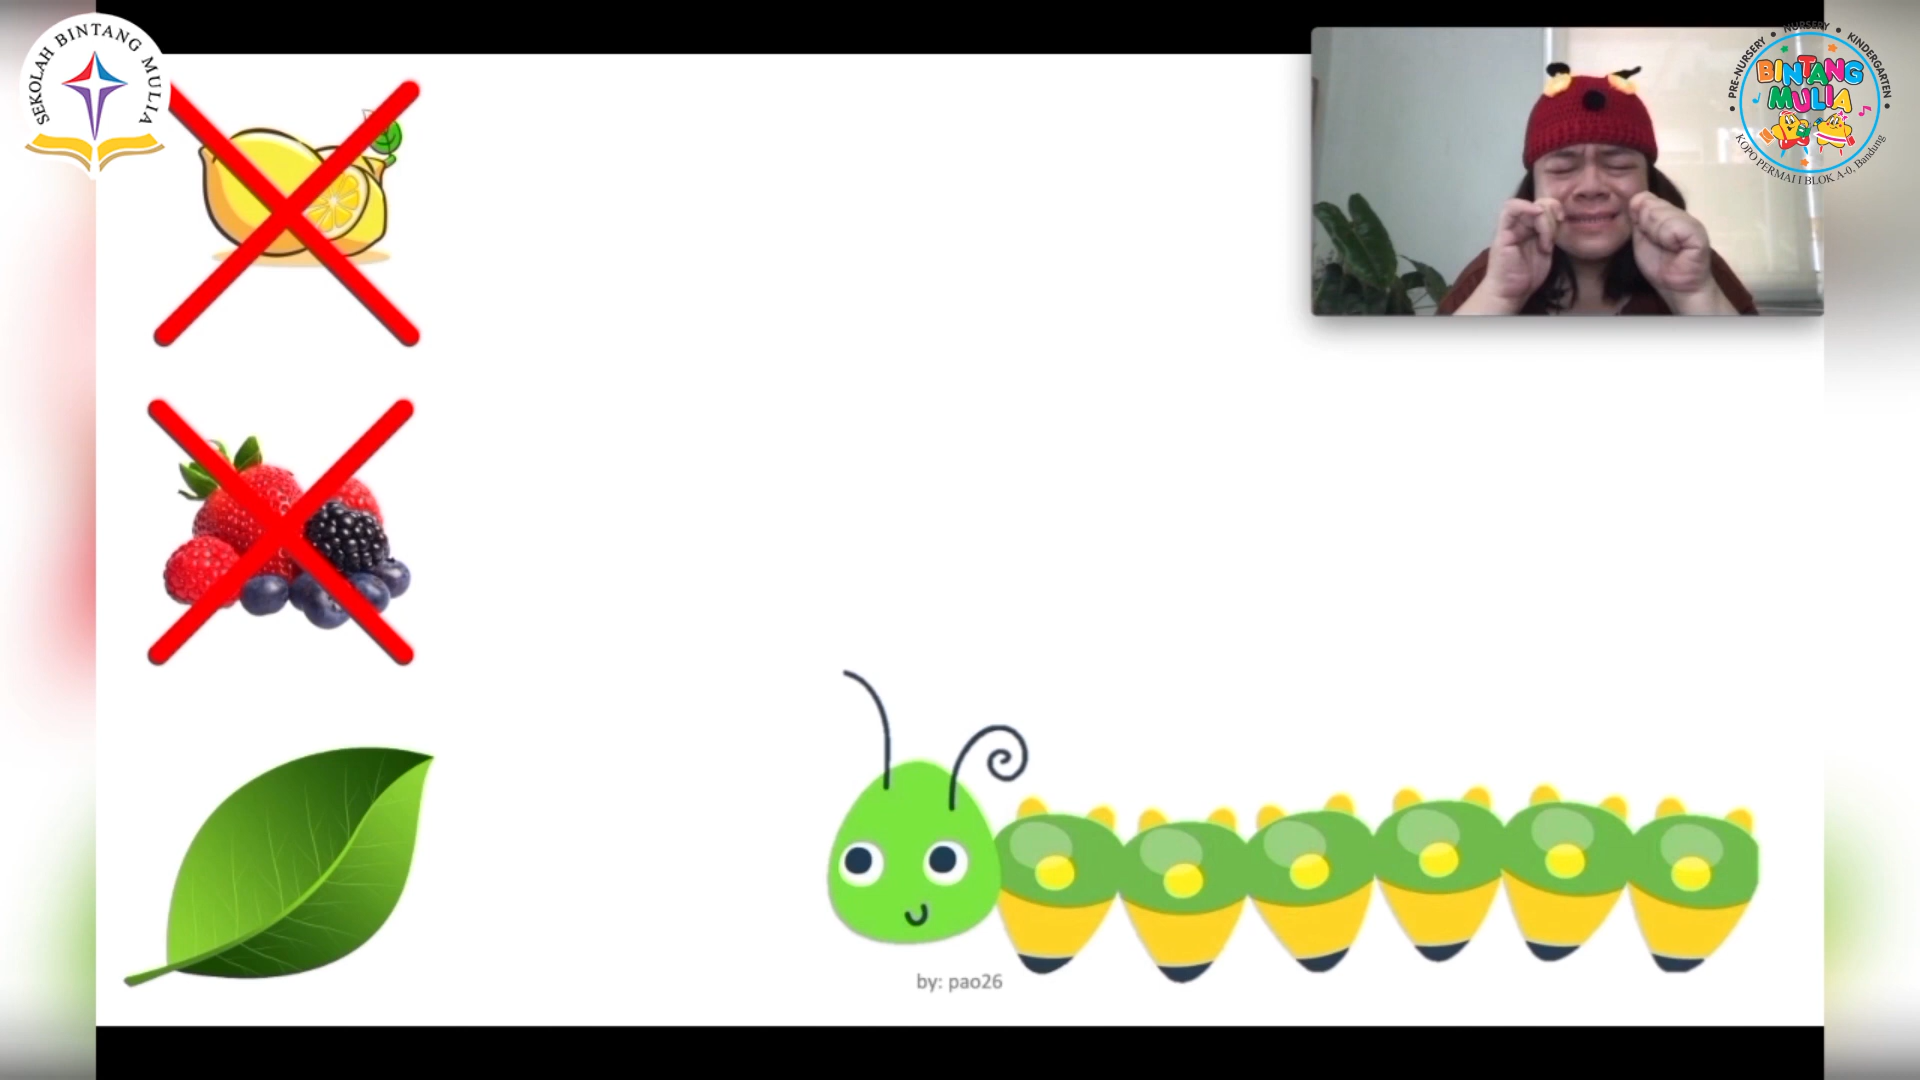 SEKOLAH BINTANG MULIA
PRE-NURSERY • NURSERY • KINDERGARTEN
BINTANG
MULIA
KOPO PERMAI I BLOK A-0, Bandung
by: pao26